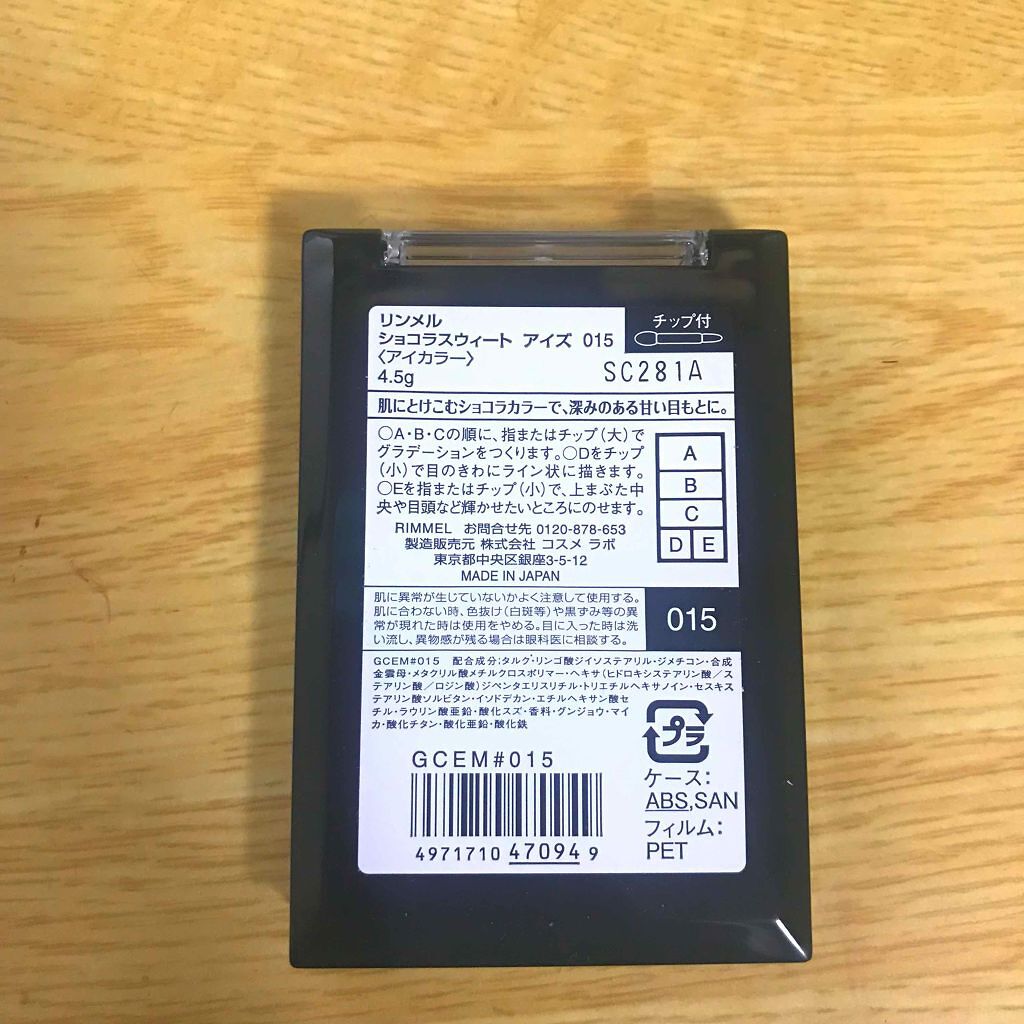 リンメル
チップ付
ショコラスウィート アイズ 015
〈アイカラー〉
4.5g
SC281A
肌にとけこむショコラカラーで、深みのある甘い目もとに。
○A・B・Cの順に、指またはチップ(大)で
グラデーションをつくります。○Dをチップ
(小)で目のきわにライン状に描きます。
○Eを指またはチップ(小)で、上まぶた中
央や目頭など輝かせたいところにのせます。
A
B
C
D E
RIMMEL お問合せ先 0120-878-653
製造販売元 株式会社 コスメ ラボ
東京都中央区銀座3-5-12
MADE IN JAPAN
肌に異常が生じていないかよく注意して使用する。
肌に合わない時、色抜け(白斑等)や黒ずみ等の異
常が現れた時は使用をやめる。目に入った時は洗
い流し、異物感が残る場合は眼科医に相談する。
015
GCEM#015 配合成分:タルク・リンゴ酸ジイソステアリル・ジメチコン・合成
金雲母・メタクリル酸メチルクロスポリマー・ヘキサ(ヒドロキシステアリン酸/ス
テアリン酸/ロジン酸)ジペンタエリスリチル・トリエチルヘキサノイン・セスキス
テアリン酸ソルビタン・イソドデカン・エチルヘキサン酸セ
チル・ラウリン酸亜鉛・酸化スズ・香料・グンジョウ・マイ
カ・酸化チタン・酸化亜鉛・酸化鉄
プラ
GCEM#015
ケース:
ABS,SAN
フィルム:
PET
4971710 47094 9